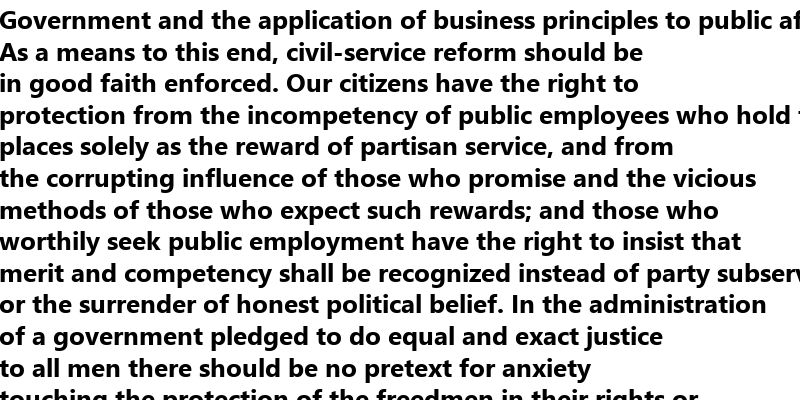 Government and the application of business principles to public af
As a means to this end, civil-service reform should be
in good faith enforced. Our citizens have the right to
protection from the incompetency of public employees who hold
places solely as the reward of partisan service, and from
the corrupting influence of those who promise and the vicious
methods of those who expect such rewards; and those who
worthily seek public employment have the right to insist that
merit and competency shall be recognized instead of party subserv
or the surrender of honest political belief. In the administration
of a government pledged to do equal and exact justice
to all men there should be no pretext for anxiety
touching the protection of the freedmen in their rights or